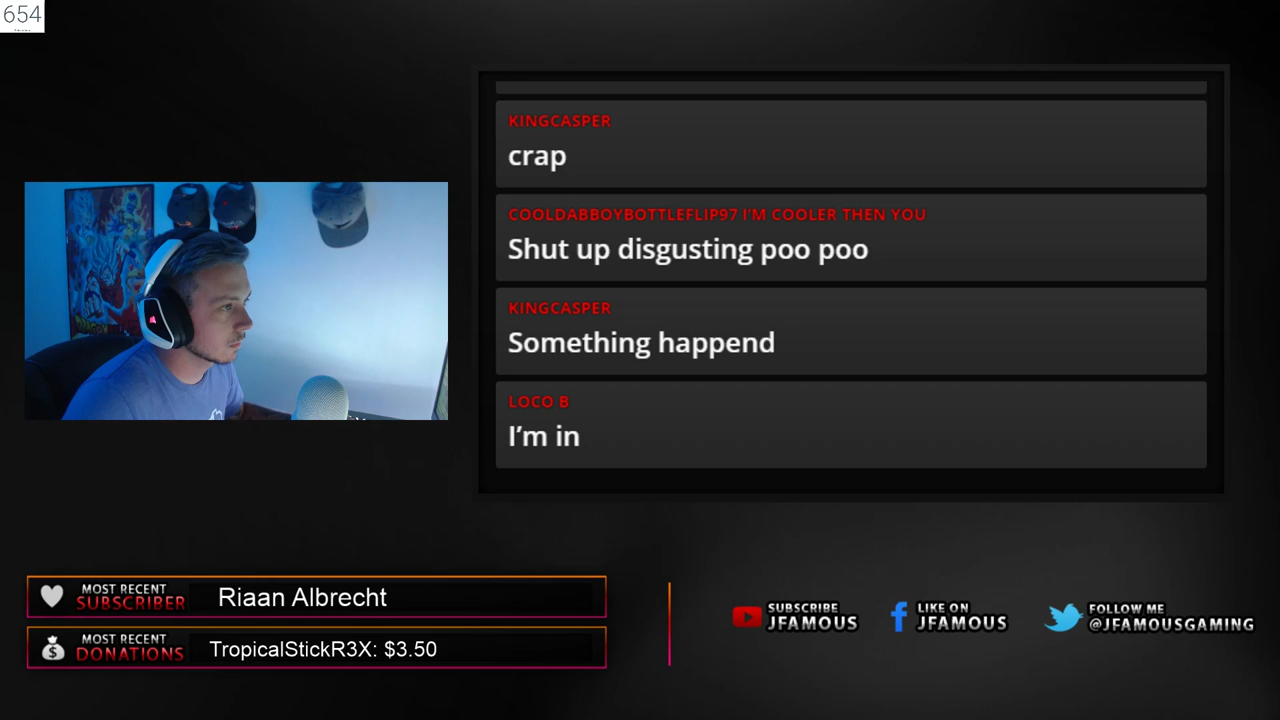 654
KINGCASPER
crap
COOLDABBOYBOTTLEFLIP97 I'M COOLER THEN YOU
Shut up disgusting poo poo
KINGCASPER
Something happend
LOCO B
I'm in
MOST RECENT
SUBSCRIBER
Riaan Albrecht
MOST RECENT
DONATIONS
TropicalStickR3X: $3.50
SUBSCRIBE
JFAMOUS
LIKE ON
JFAMOUS
FOLLOW ME
@JFAMOUSGAMING